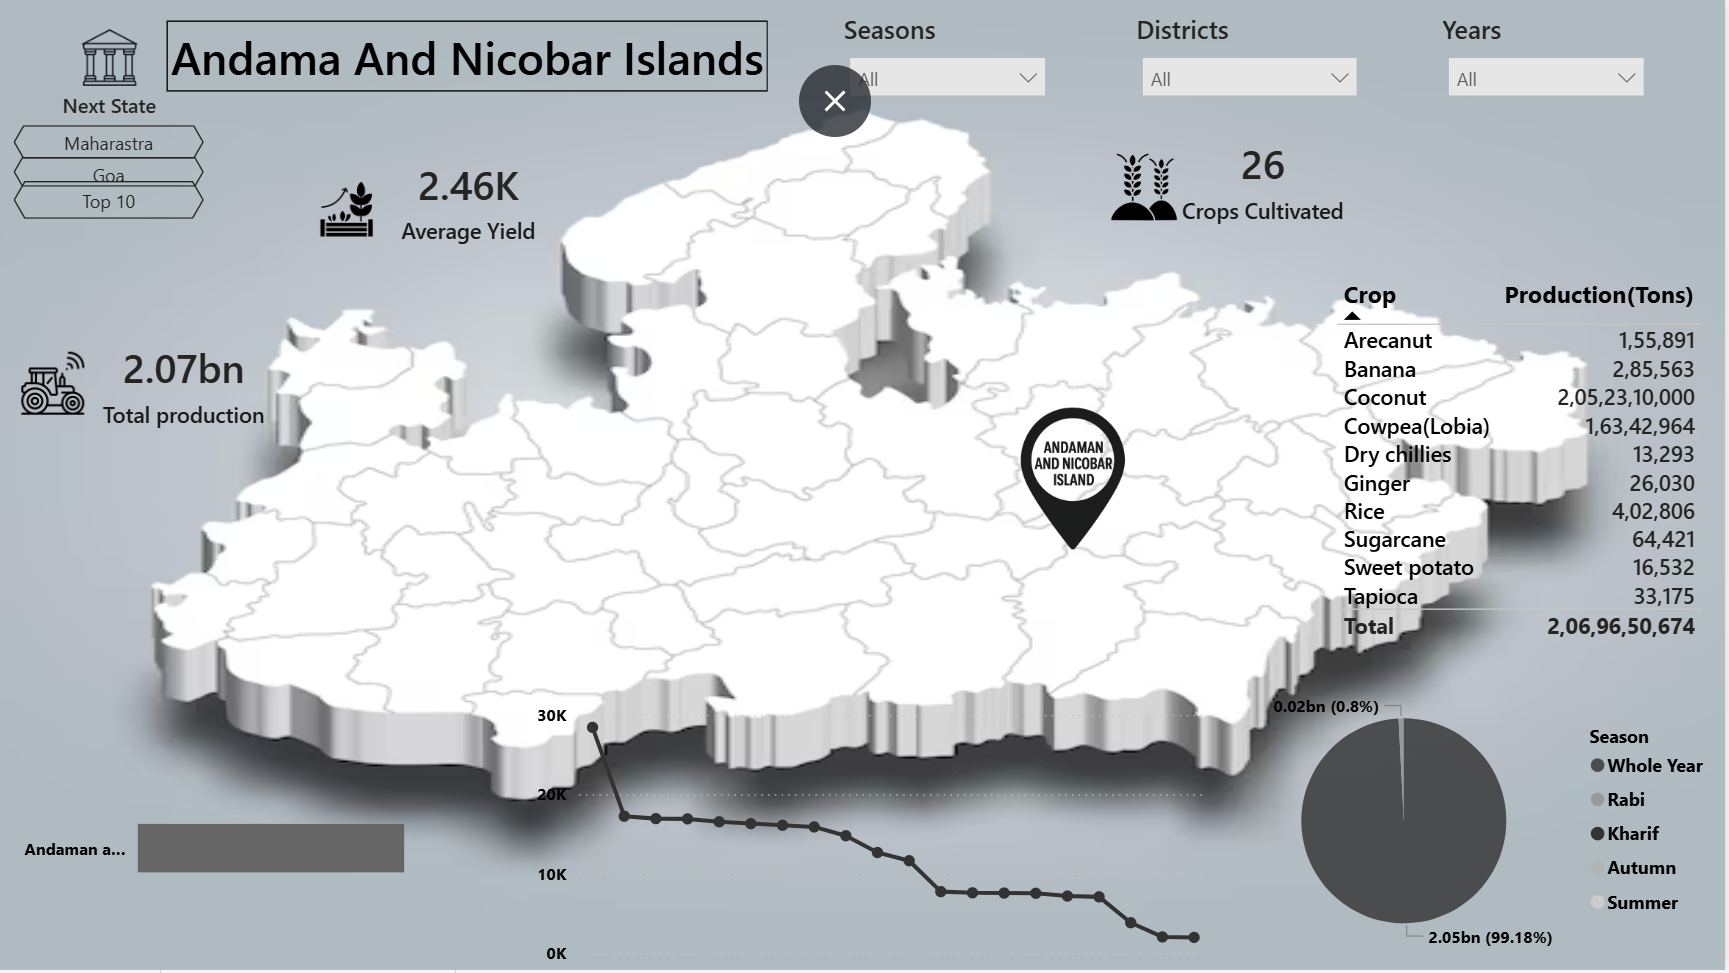 Andama And Nicobar Islands
Next State
Maharastra
Goa
Top 10
Seasons
All
Districts
All
Years
All
2.46K
Average Yield
26
Crops Cultivated
2.07bn
Total production
ANDAMAN
AND NICOBAR
ISLAND
Crop Production(Tons)
Arecanut 1,55,891
Banana 2,85,563
Coconut 2,05,23,10,000
Cowpea(Lobia) 1,63,42,964
Dry chillies 13,293
Ginger 26,030
Rice 4,02,806
Sugarcane 64,421
Sweet potato 16,532
Tapioca 33,175
Total 2,06,96,50,674
Andaman a...
30K
20K
10K
0K
0.02bn (0.8%)
2.05bn (99.18%)
Season
Whole Year
Rabi
Kharif
Autumn
Summer